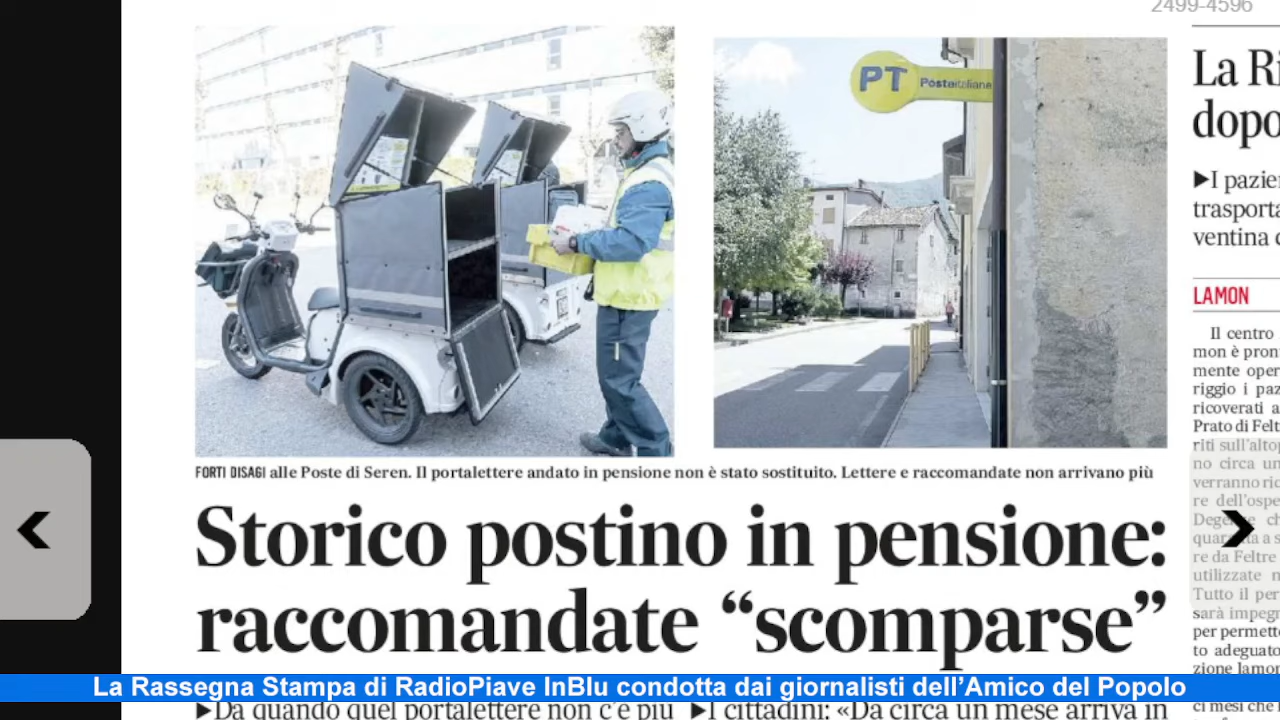 2499-4596
PT Posteitaliane
FORTI DISAGI alle Poste di Seren. Il portalettere andato in pensione non è stato sostituito. Lettere e raccomandate non arrivano più
Storico postino in pensione:
raccomandate “scomparse”
▶Da quando quel portalettere non c'è più
▶I cittadini: «Da circa un mese arriva in
La Ri
dopo
▶I pazien
trasporta
ventina d
LAMON
Il centro
mon è pron
mente oper
riggio i paz
ricoverati a
Prato di Felt
riti sull'altop
no circa un
verranno ric
re dell'ospe
quar
re da Feltre
utilizzate
Tutto il per
sarà impegn
per permette
to adeguato
zione lamon
ci mesi che
La Rassegna Stampa di RadioPiave InBlu condotta dai giornalisti dell’Amico del Popolo